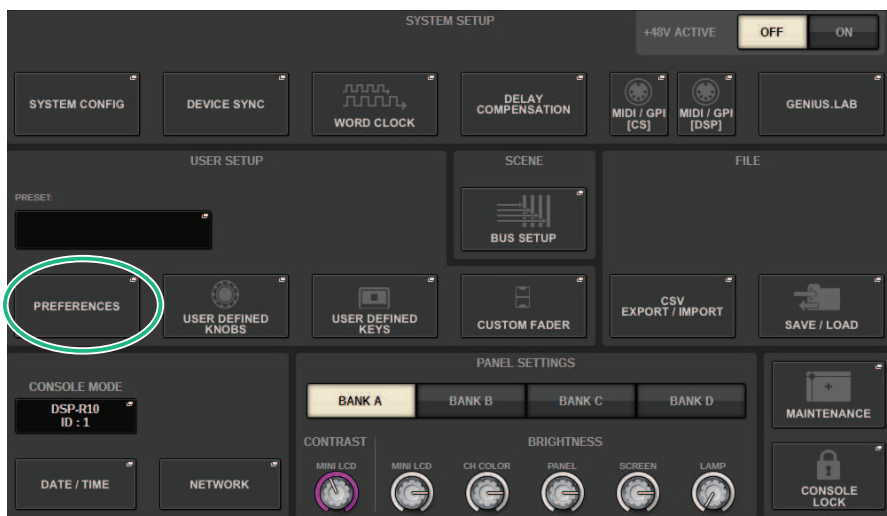 SYSTEM SETUP
+48V ACTIVE
OFF
ON
SYSTEM CONFIG
DEVICE SYNC
WORD CLOCK
DELAY
COMPENSATION
MIDI / GPI
[CS]
MIDI / GPI
[DSP]
GENIUS.LAB
USER SETUP
SCENE
FILE
PRESET:
BUS SETUP
PREFERENCES
USER DEFINED
KNOBS
USER DEFINED
KEYS
CUSTOM FADER
CSV
EXPORT / IMPORT
SAVE / LOAD
CONSOLE MODE
DSP-R10
ID : 1
PANEL SETTINGS
BANK A
BANK B
BANK C
BANK D
MAINTENANCE
CONTRAST
BRIGHTNESS
MINI LCD
MINI LCD
CH COLOR
PANEL
SCREEN
LAMP
DATE / TIME
NETWORK
CONSOLE
LOCK